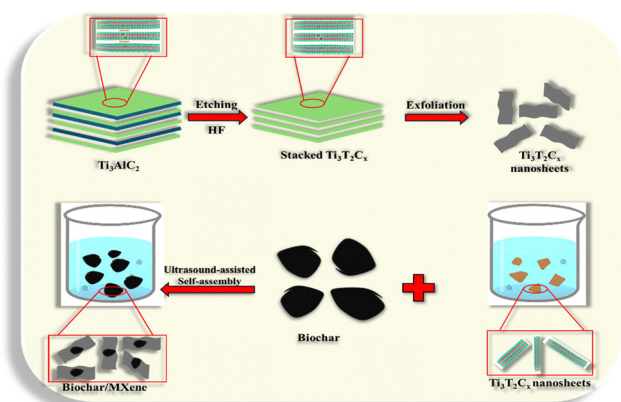 Etching
HF
Exfoliation
Ti₃AlC₂
Stacked Ti₃T₂Cₓ
Ti₃T₂Cₓ
nanosheets
Ultrasound-assisted
Self-assembly
Biochar
Biochar/MXene
Ti₃T₂Cₓ nanosheets